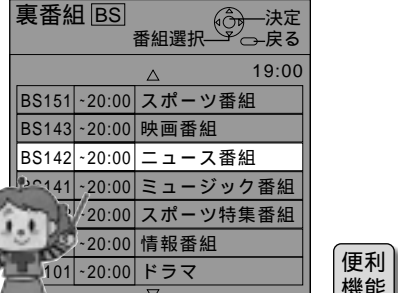 裏番組 BS
決定
番組選択 戻る
19:00
BS151 ~20:00 スポーツ番組
BS143 ~20:00 映画番組
BS142 ~20:00 ニュース番組
141 ~20:00 ミュージック番組
~20:00 スポーツ特集番組
~20:00 情報番組
101 ~20:00 ドラマ
便利
機能